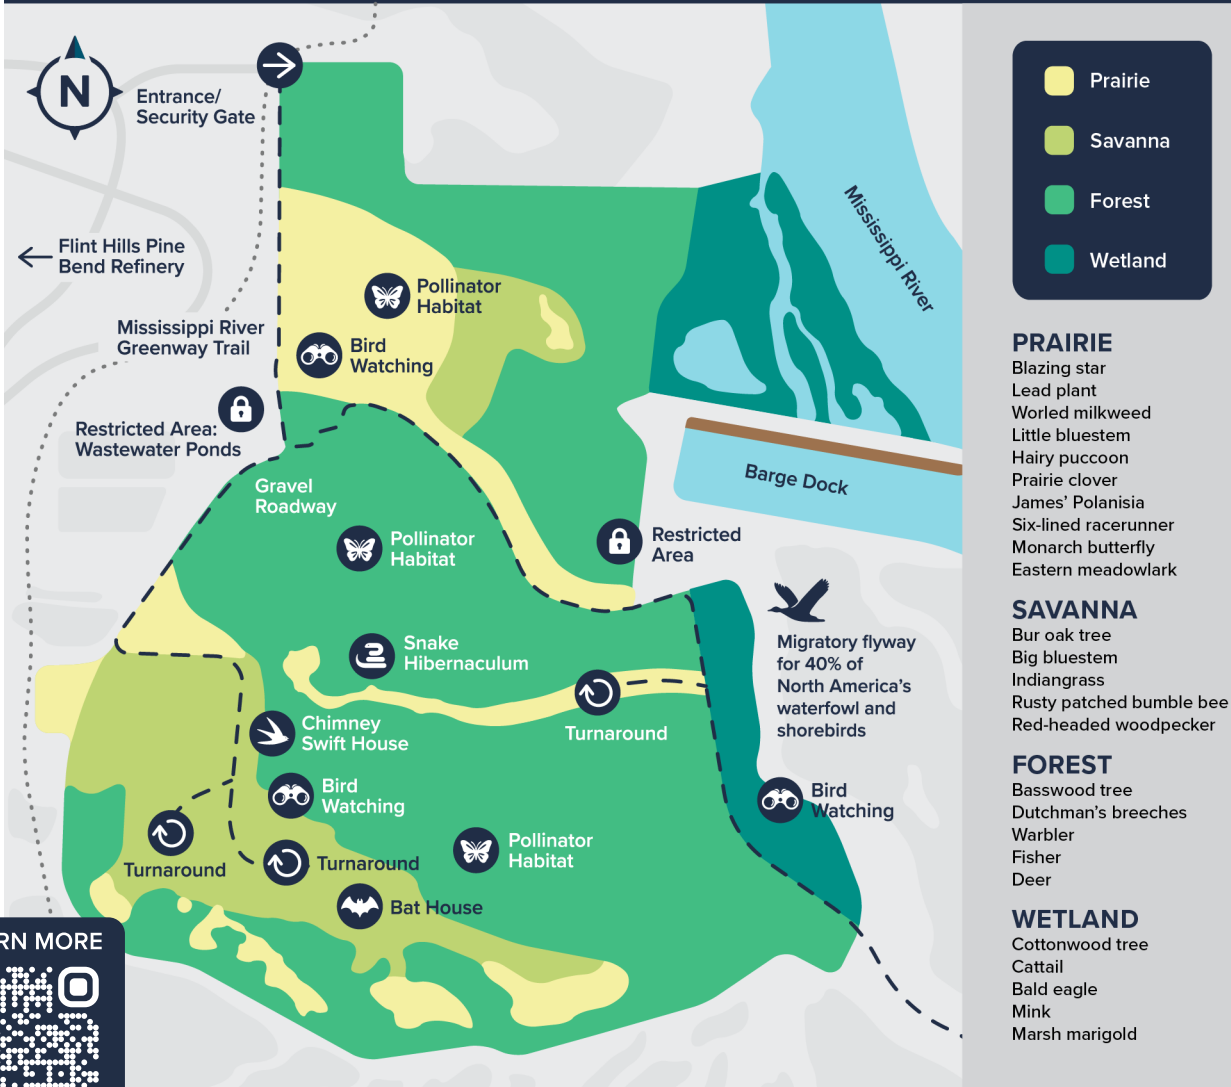 N
Entrance/
Security Gate
Flint Hills Pine
Bend Refinery
Mississippi River
Greenway Trail
Restricted Area:
Wastewater Ponds
Pollinator
Habitat
Bird
Watching
Mississippi River
Barge Dock
Gravel
Roadway
Pollinator
Habitat
Restricted
Area
Snake
Hibernaculum
Migratory flyway
for 40% of
North America's
waterfowl and
shorebirds
Turnaround
Chimney
Swift House
Bird
Watching
Bird
Watching
Pollinator
Habitat
Turnaround
Turnaround
Bat House
RN MORE
Prairie
Savanna
Forest
Wetland
PRAIRIE
Blazing star
Lead plant
Worled milkweed
Little bluestem
Hairy puccoon
Prairie clover
James' Polanisia
Six-lined racerunner
Monarch butterfly
Eastern meadowlark
SAVANNA
Bur oak tree
Big bluestem
Indiangrass
Rusty patched bumble bee
Red-headed woodpecker
FOREST
Basswood tree
Dutchman's breeches
Warbler
Fisher
Deer
WETLAND
Cottonwood tree
Cattail
Bald eagle
Mink
Marsh marigold